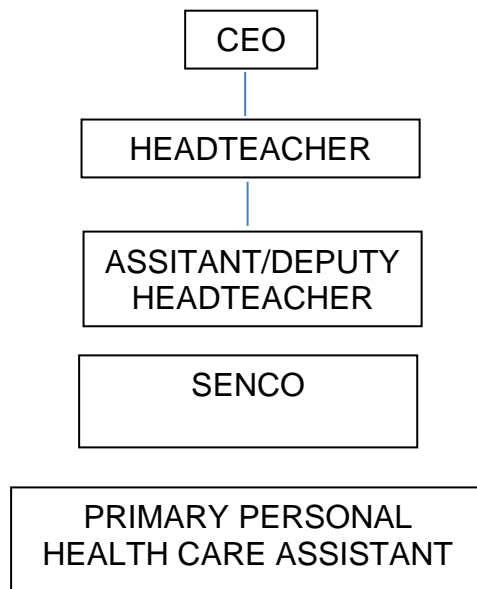 CEO
HEADTEACHER
ASSITANT/DEPUTY
HEADTEACHER
SENCO
PRIMARY PERSONAL
HEALTH CARE ASSISTANT